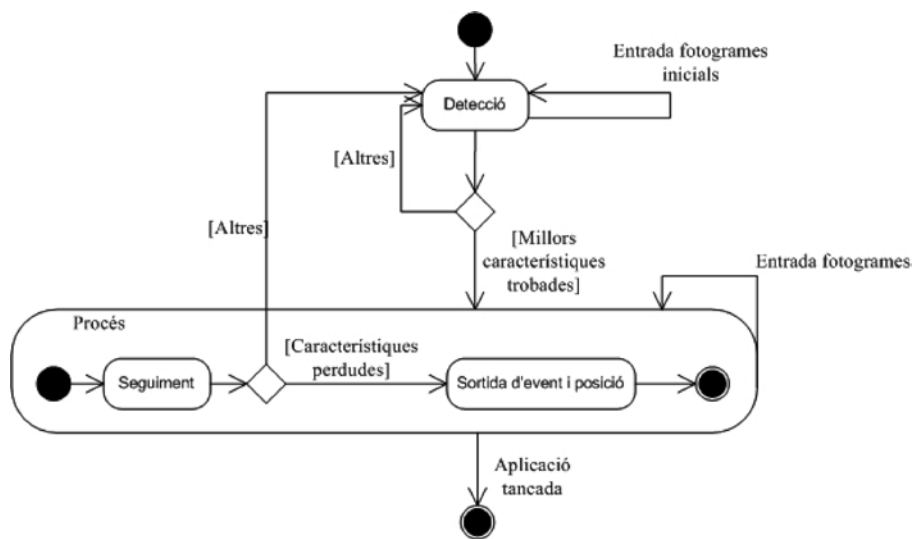 Entrada fotogrames
inicials
Detecció
[Altres]
[Altres]
[Millors
característiques
trobades]
Entrada fotogrames
Procés
[Característiques
perdudes]
Seguiment
Sortida d'event i posició
Aplicació
tancada